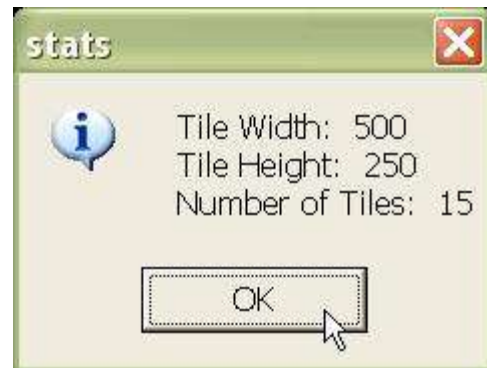 stats
Tile Width: 500
Tile Height: 250
Number of Tiles: 15
OK